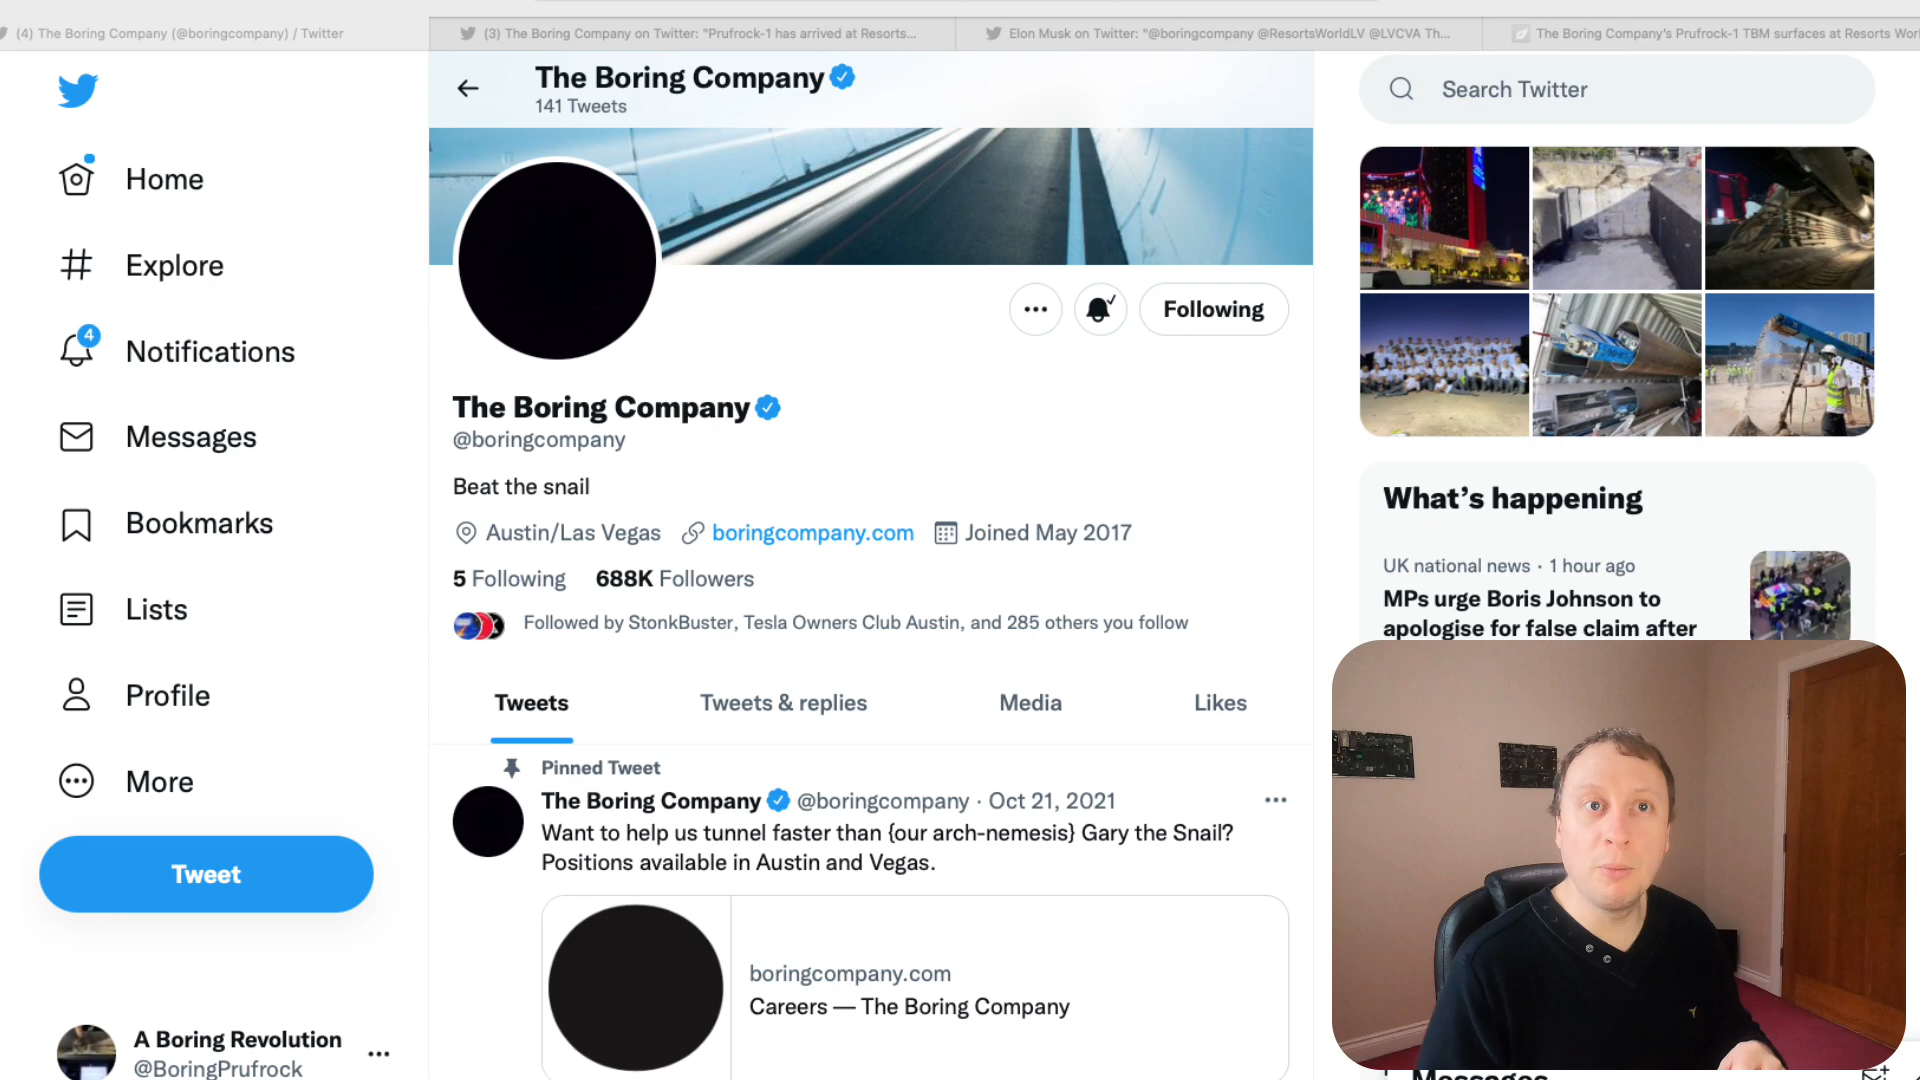 (4) The Boring Company (@boringcompany) / Twitter
(3) The Boring Company on Twitter: "Prufrock-1 has arrived at Resorts...
Elon Musk on Twitter: "@boringcompany @ResortsWorldLV @LVCVA Th...
The Boring Company's Prufrock-1 TBM surfaces at Resorts Worl
The Boring Company
141 Tweets
Search Twitter
Home
Explore
4
Notifications
Messages
Bookmarks
Lists
Profile
More
Tweet
A Boring Revolution
@BoringPrufrock
Following
The Boring Company
@boringcompany
Beat the snail
Austin/Las Vegas boringcompany.com Joined May 2017
5 Following 688K Followers
Followed by StonkBuster, Tesla Owners Club Austin, and 285 others you follow
Tweets Tweets & replies Media Likes
Pinned Tweet
The Boring Company @boringcompany · Oct 21, 2021
Want to help us tunnel faster than {our arch-nemesis} Gary the Snail?
Positions available in Austin and Vegas.
boringcompany.com
Careers — The Boring Company
What's happening
UK national news · 1 hour ago
MPs urge Boris Johnson to
apologise for false claim after
Messages